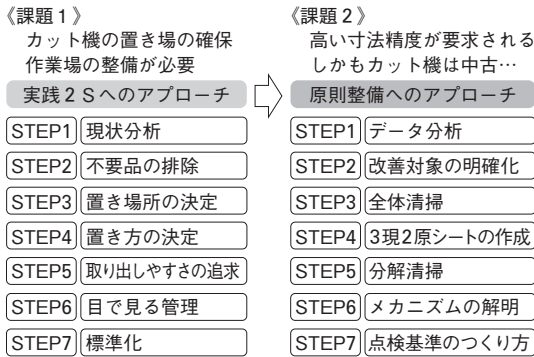 《課題1》
カット機の置き場の確保
作業場の整備が必要
実践2Sへのアプローチ
STEP1 現状分析
STEP2 不要品の排除
STEP3 置き場所の決定
STEP4 置き方の決定
STEP5 取り出しやすさの追求
STEP6 目で見る管理
STEP7 標準化
《課題2》
高い寸法精度が要求される
しかもカット機は中古…
原則整備へのアプローチ
STEP1 データ分析
STEP2 改善対象の明確化
STEP3 全体清掃
STEP4 3現2原シートの作成
STEP5 分解清掃
STEP6 メカニズムの解明
STEP7 点検基準のつくり方